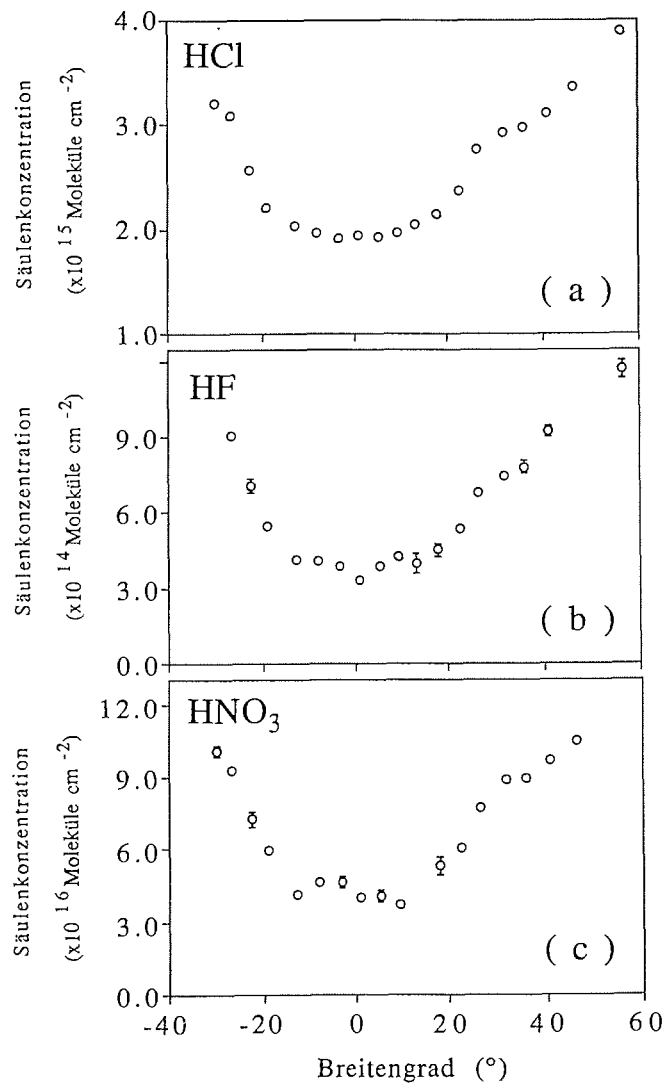 4.0
HCl
3.0
2.0
1.0
Säulenkonzentration
(x10 15 Moleküle cm -2)
( a )
HF
9.0
6.0
3.0
0.0
Säulenkonzentration
(x10 14 Moleküle cm -2)
( b )
12.0
HNO3
9.0
6.0
3.0
0.0
Säulenkonzentration
(x10 16 Moleküle cm -2)
( c )
-40 -20 0 20 40 60
Breitengrad (°)